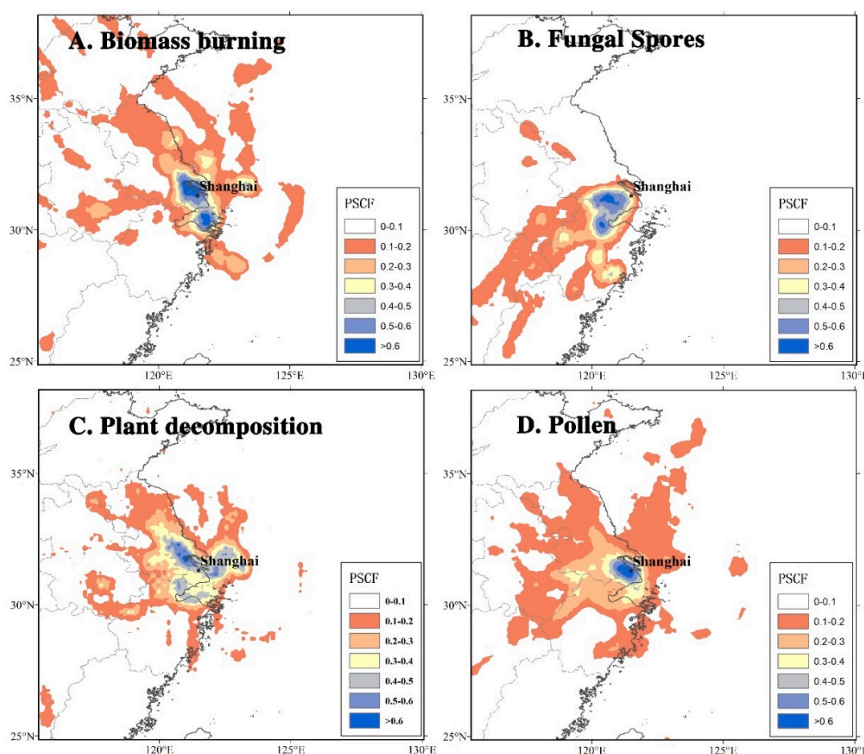 A. Biomass burning
35°N
30°N
25°N
120°E
125°E
130°E
Shanghai
PSCF
0-0.1
0.1-0.2
0.2-0.3
0.3-0.4
0.4-0.5
0.5-0.6
>0.6
B. Fungal Spores
35°N
30°N
25°N
120°E
125°E
130°E
Shanghai
PSCF
0-0.1
0.1-0.2
0.2-0.3
0.3-0.4
0.4-0.5
0.5-0.6
>0.6
C. Plant decomposition
35°N
30°N
25°N
120°E
125°E
130°E
Shanghai
PSCF
0-0.1
0.1-0.2
0.2-0.3
0.3-0.4
0.4-0.5
0.5-0.6
>0.6
D. Pollen
35°N
30°N
25°N
120°E
125°E
130°E
Shanghai
PSCF
0-0.1
0.1-0.2
0.2-0.3
0.3-0.4
0.4-0.5
0.5-0.6
>0.6